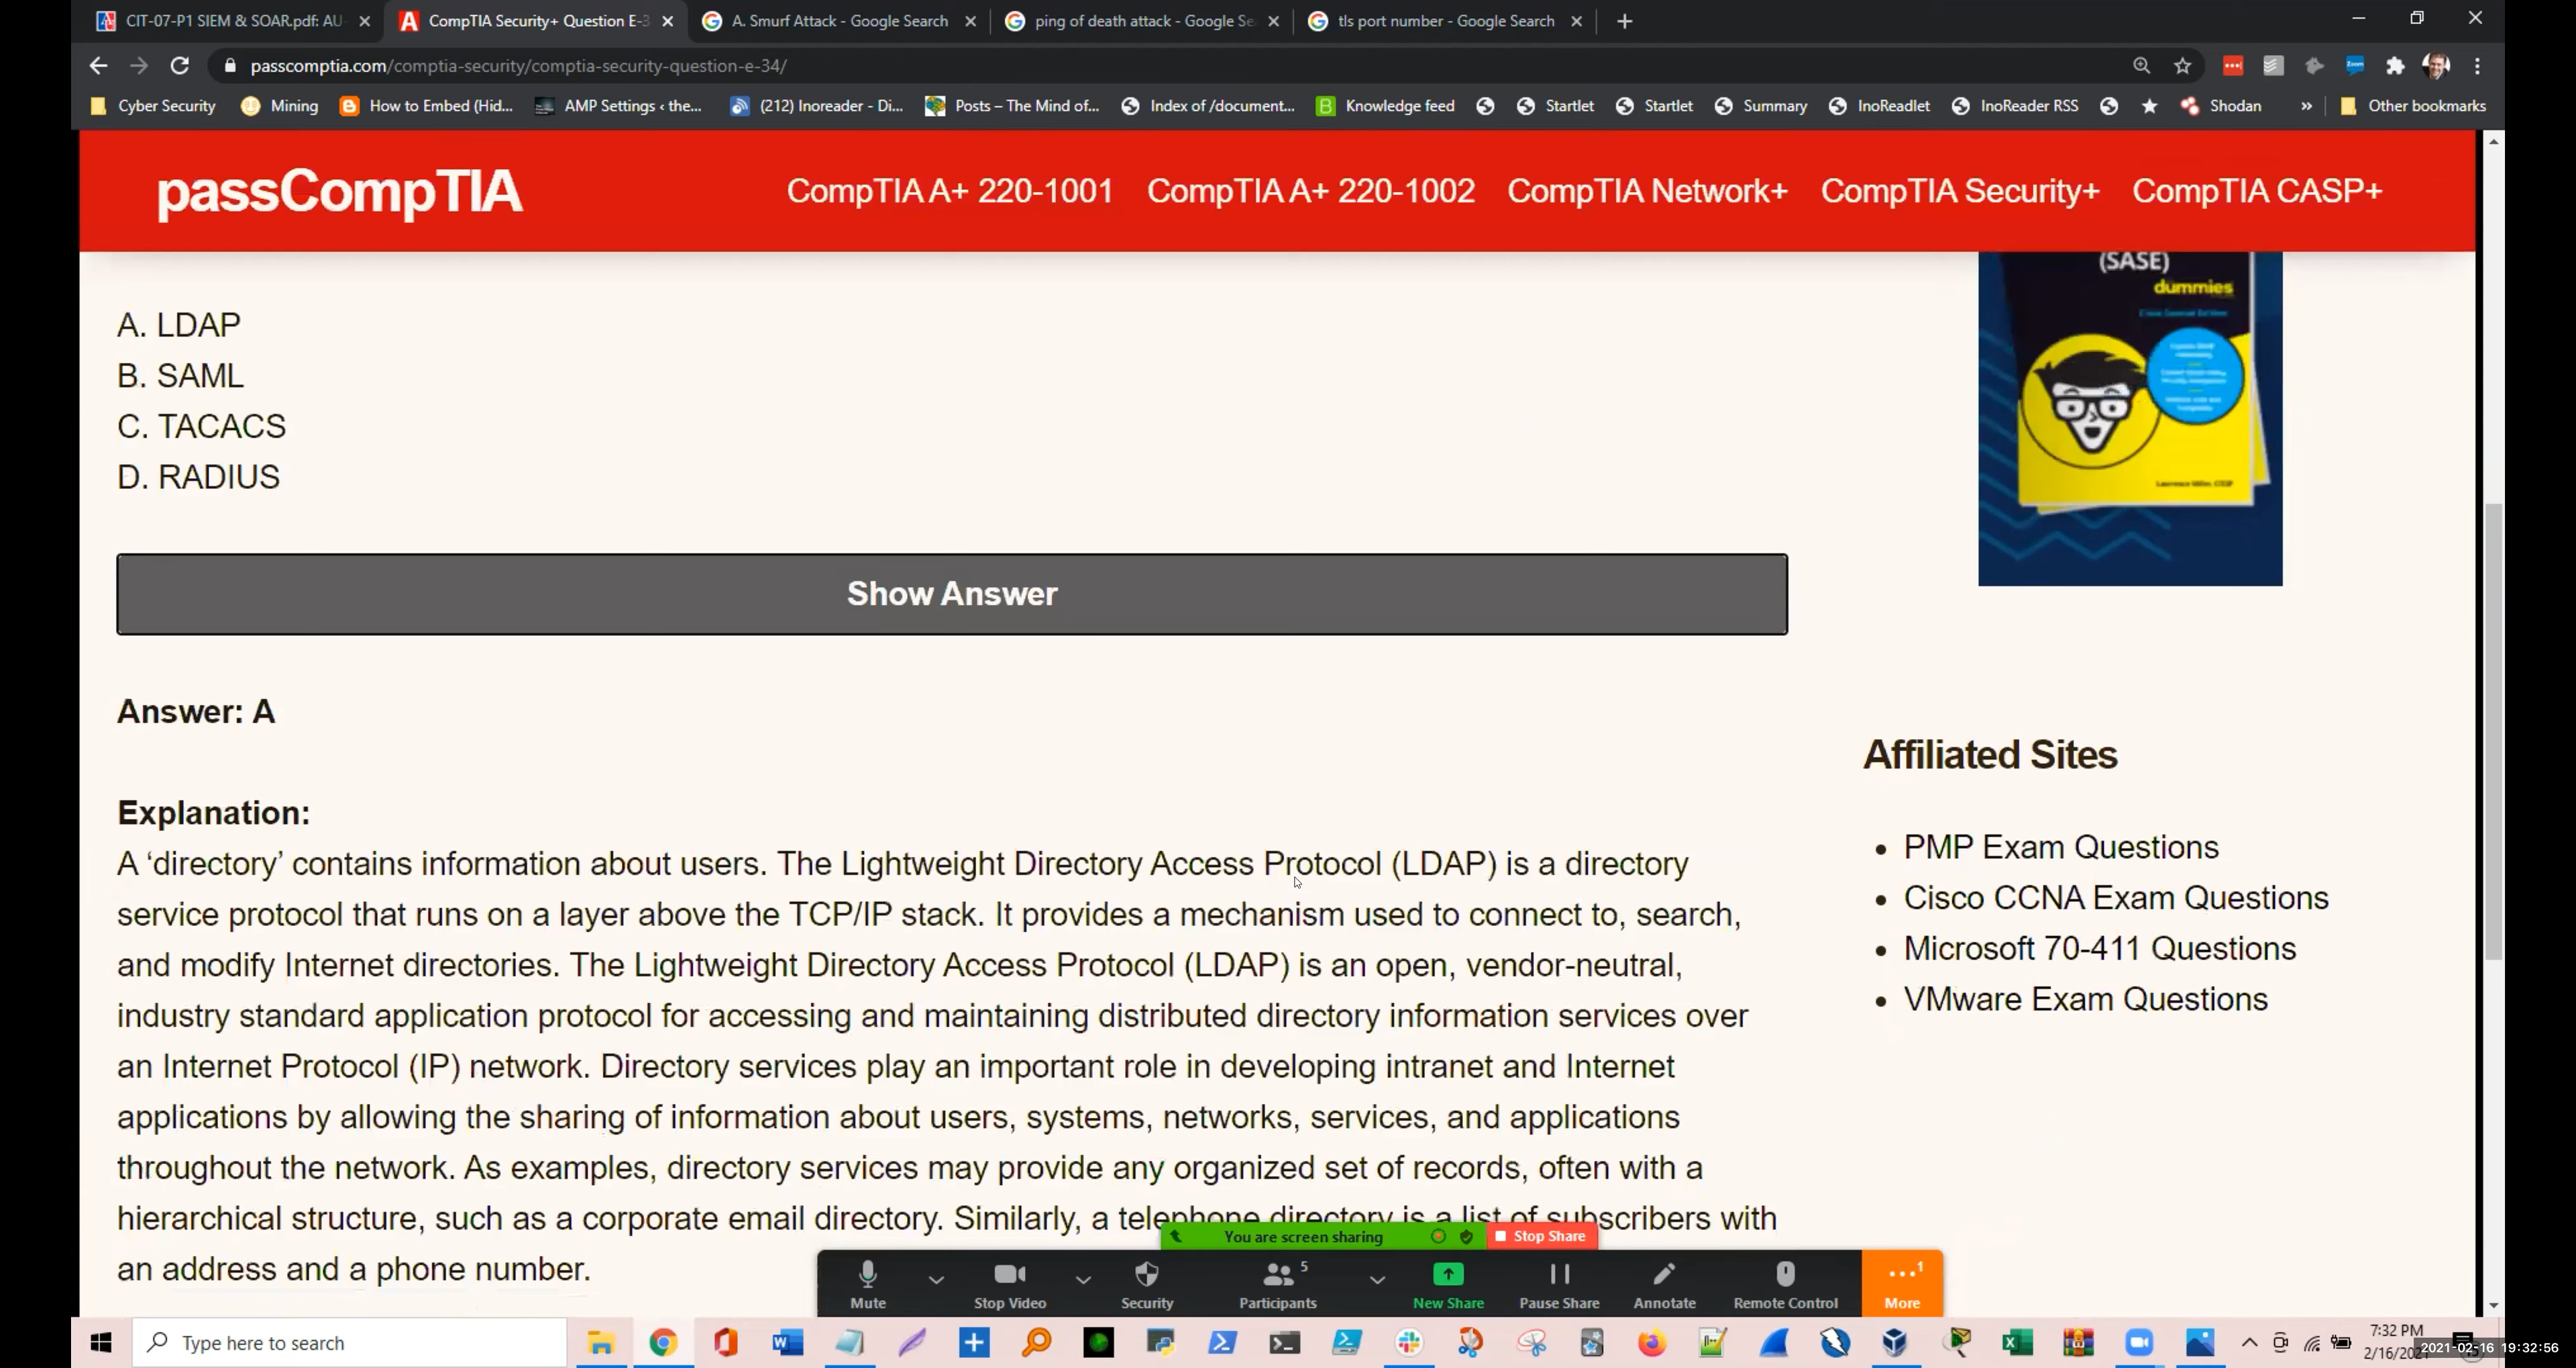 CIT-07-P1 SIEM & SOAR.pdf: AU
CompTIA Security+ Question E-3
A. Smurf Attack - Google Search
ping of death attack - Google Se
tls port number - Google Search
passcomptia.com/comptia-security/comptia-security-question-e-34/
Zoom
Cyber Security
Mining
How to Embed (Hid...
AMP Settings ‹ the...
(212) Inoreader - Di...
Posts – The Mind of...
Index of /document...
Knowledge feed
Startlet
Startlet
Summary
InoReadlet
InoReader RSS
Shodan
»
Other bookmarks
passCompTIA
CompTIA A+ 220-1001
CompTIA A+ 220-1002
CompTIA Network+
CompTIA Security+
CompTIA CASP+
(SASE)
dummies
A. LDAP
B. SAML
C. TACACS
D. RADIUS
Show Answer
Answer: A
Explanation:
A ‘directory’ contains information about users. The Lightweight Directory Access Protocol (LDAP) is a directory
service protocol that runs on a layer above the TCP/IP stack. It provides a mechanism used to connect to, search,
and modify Internet directories. The Lightweight Directory Access Protocol (LDAP) is an open, vendor-neutral,
industry standard application protocol for accessing and maintaining distributed directory information services over
an Internet Protocol (IP) network. Directory services play an important role in developing intranet and Internet
applications by allowing the sharing of information about users, systems, networks, services, and applications
throughout the network. As examples, directory services may provide any organized set of records, often with a
hierarchical structure, such as a corporate email directory. Similarly, a telephone directory is a list of subscribers with
an address and a phone number.
Affiliated Sites
• PMP Exam Questions
• Cisco CCNA Exam Questions
• Microsoft 70-411 Questions
• VMware Exam Questions
You are screen sharing
Stop Share
Mute
Stop Video
Security
Participants
5
New Share
Pause Share
Annotate
Remote Control
More
1
Type here to search
7:32 PM
2/16/202
2021-02-16 19:32:56